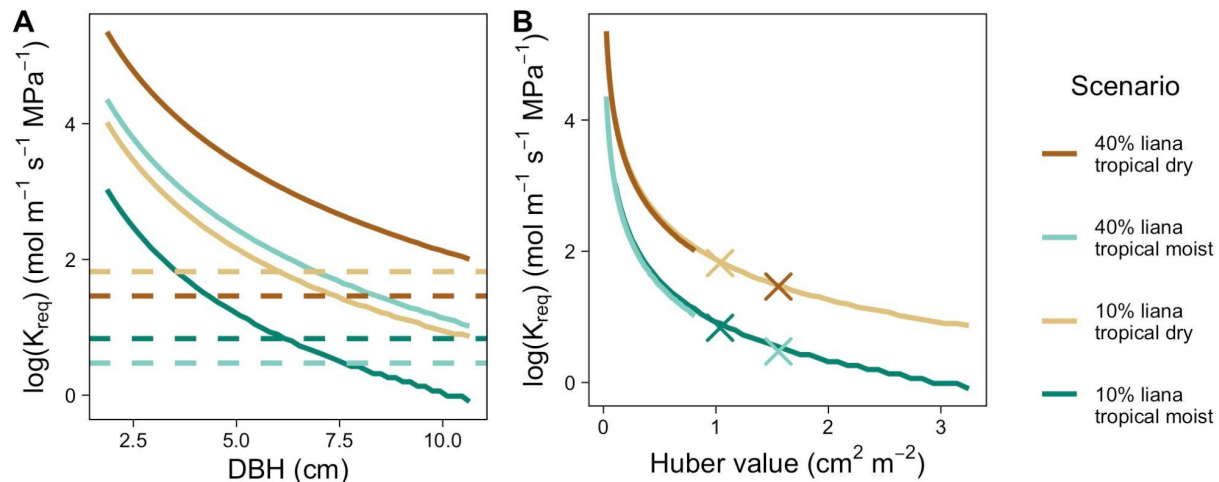 A
log(Kreq) (mol m⁻¹ s⁻¹ MPa⁻¹)
4
2
0
2.5 5.0 7.5 10.0
DBH (cm)
B
log(Kreq) (mol m⁻¹ s⁻¹ MPa⁻¹)
4
2
0
0 1 2 3
Huber value (cm² m⁻²)
Scenario
40% liana
tropical dry
40% liana
tropical moist
10% liana
tropical dry
10% liana
tropical moist